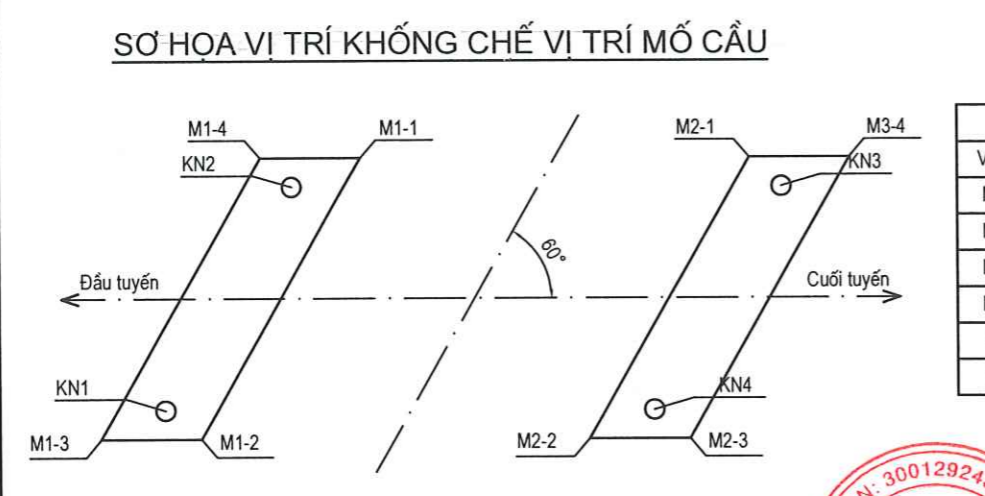 SƠ HỌA VỊ TRÍ KHỐNG CHẾ VỊ TRÍ MỐ CẦU
M1-4
M1-1
M2-1
M3-4
KN2
KN3
60°
Đầu tuyến
Cuối tuyến
KN1
KN4
M1-3
M1-2
M2-2
M2-3
N: 30012924